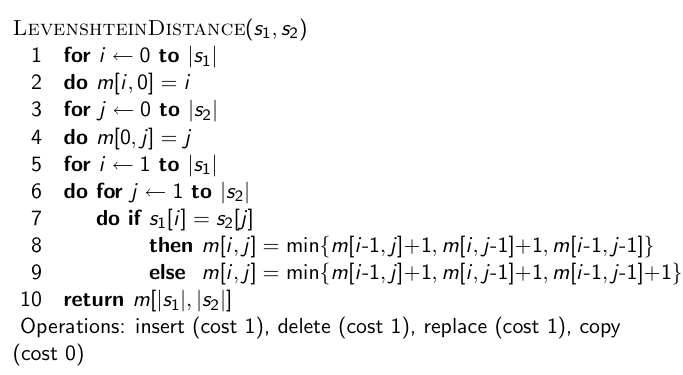 LEVENSHTEINDISTANCE(s₁, s₂)
1 for i ← 0 to |s₁|
2 do m[i, 0] = i
3 for j ← 0 to |s₂|
4 do m[0, j] = j
5 for i ← 1 to |s₁|
6 do for j ← 1 to |s₂|
7 do if s₁[i] = s₂[j]
8 then m[i, j] = min{m[i-1, j]+1, m[i, j-1]+1, m[i-1, j-1]}
9 else m[i, j] = min{m[i-1, j]+1, m[i, j-1]+1, m[i-1, j-1]+1}
10 return m[|s₁|, |s₂|]
Operations: insert (cost 1), delete (cost 1), replace (cost 1), copy
(cost 0)